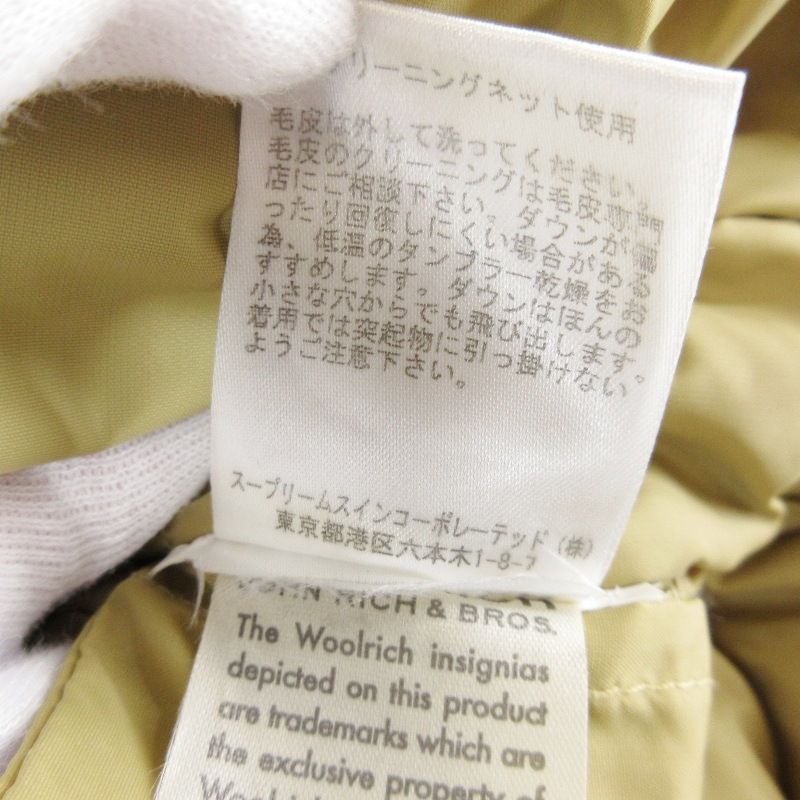 リーニングネット使用
毛皮は外して洗ってください。
毛皮のクリーニングは毛皮専門
店にご相談下さい。ダウンが偏
ったり回復しにくい場合がある
為、低温のタンブラー乾燥をお
すすめします。ダウンはほんの
小さな穴からでも飛び出します。
着用では突起物に引っ掛けない
ようご注意下さい。
スープリームスインコーポレーテッド（株）
東京都港区六本木1-8-7
JOHN RICH & BROS.
The Woolrich insignias
depicted on this product
are trademarks which are
the exclusive property of